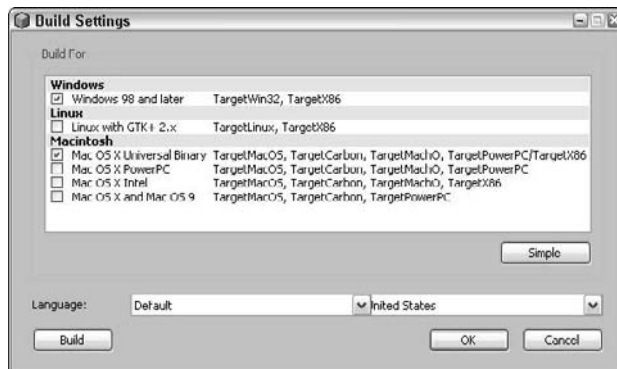 Build Settings
Build For
Windows
Windows 98 and later TargetWin32, TargetX86
Linux
Linux with GTK+ 2.x TargetLinux, TargetX86
Macintosh
Mac OS X Universal Binary TargetMacOS, TargetCarbon, TargetMachO, TargetPowerPC/TargetX86
Mac OS X PowerPC TargetMacOS, TargetCarbon, TargetMachO, TargetPowerPC
Mac OS X Intel TargetMacOS, TargetCarbon, TargetMachO, TargetX86
Mac OS X and Mac OS 9 TargetMacOS, TargetCarbon, TargetPowerPC
Simple
Language: Default Inited States
Build OK Cancel